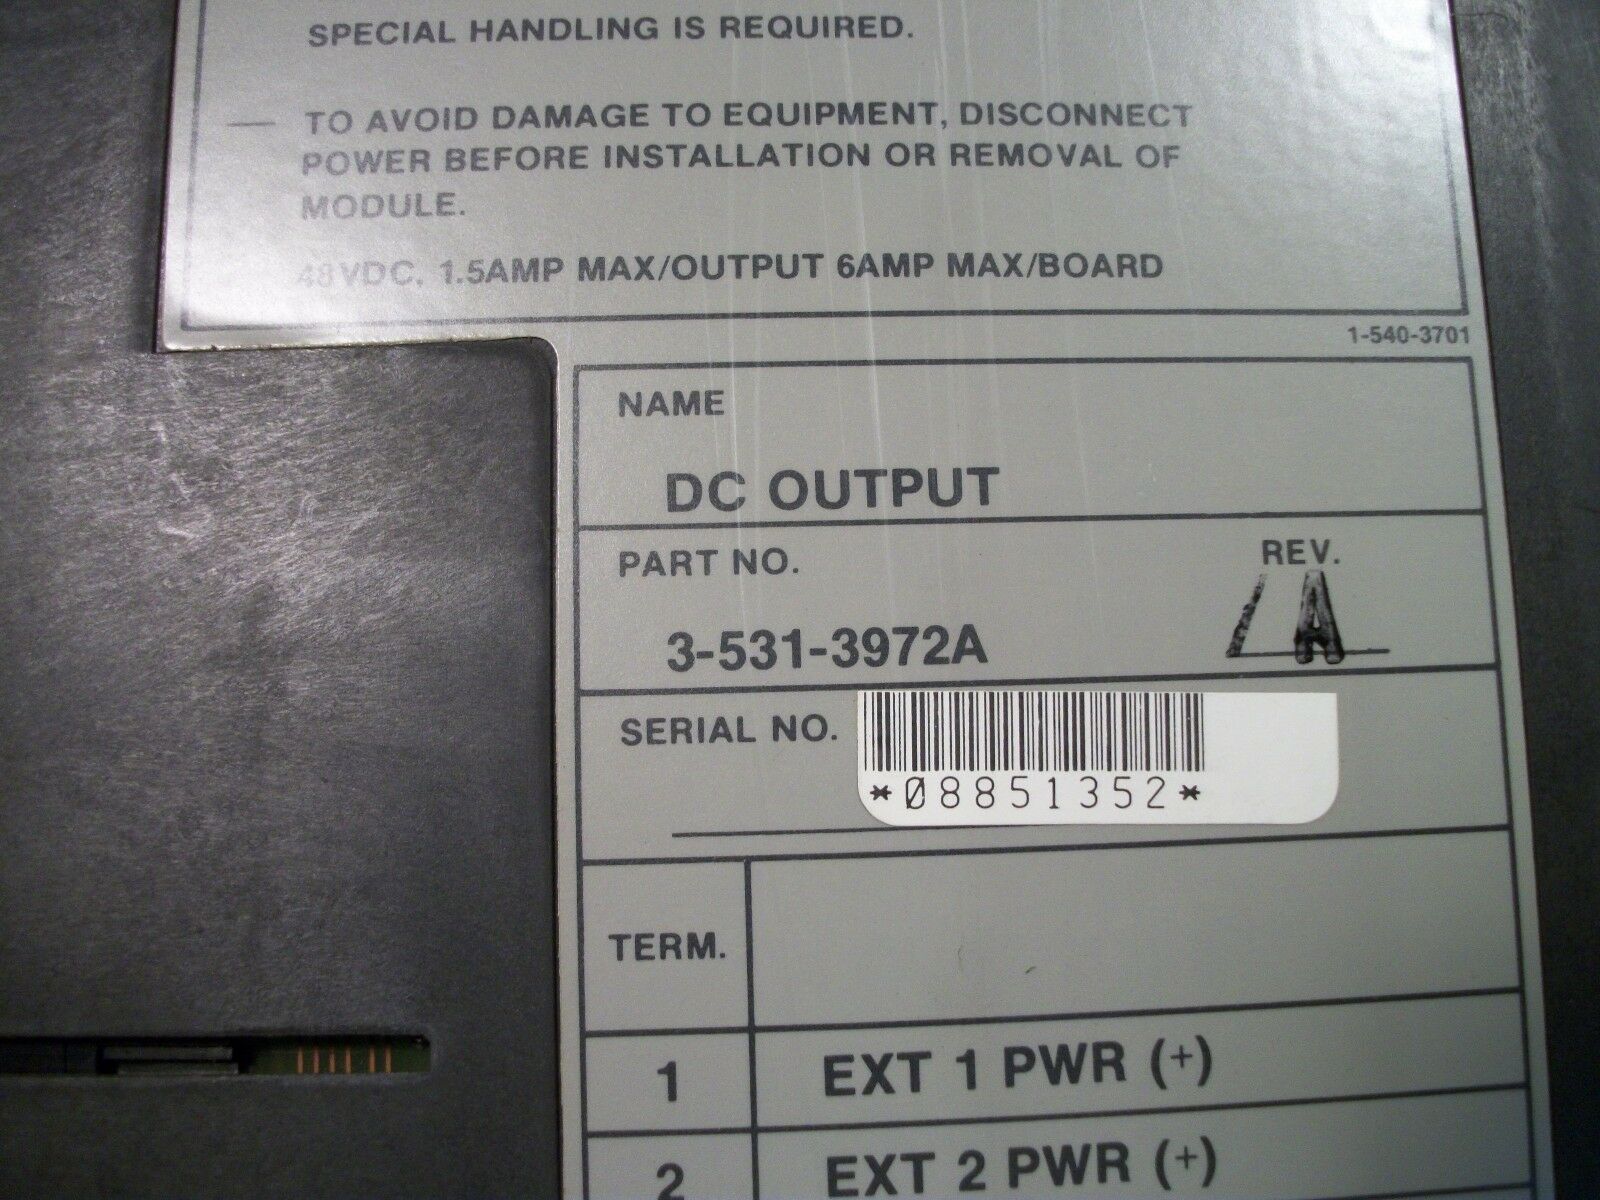 SPECIAL HANDLING IS REQUIRED.
— TO AVOID DAMAGE TO EQUIPMENT, DISCONNECT
POWER BEFORE INSTALLATION OR REMOVAL OF
MODULE.
48VDC, 1.5AMP MAX/OUTPUT 6AMP MAX/BOARD
1-540-3701
NAME
DC OUTPUT
PART NO.
REV.
3-531-3972A
A
SERIAL NO.
*08851352*
TERM.
1 EXT 1 PWR (+)
2 EXT 2 PWR (+)